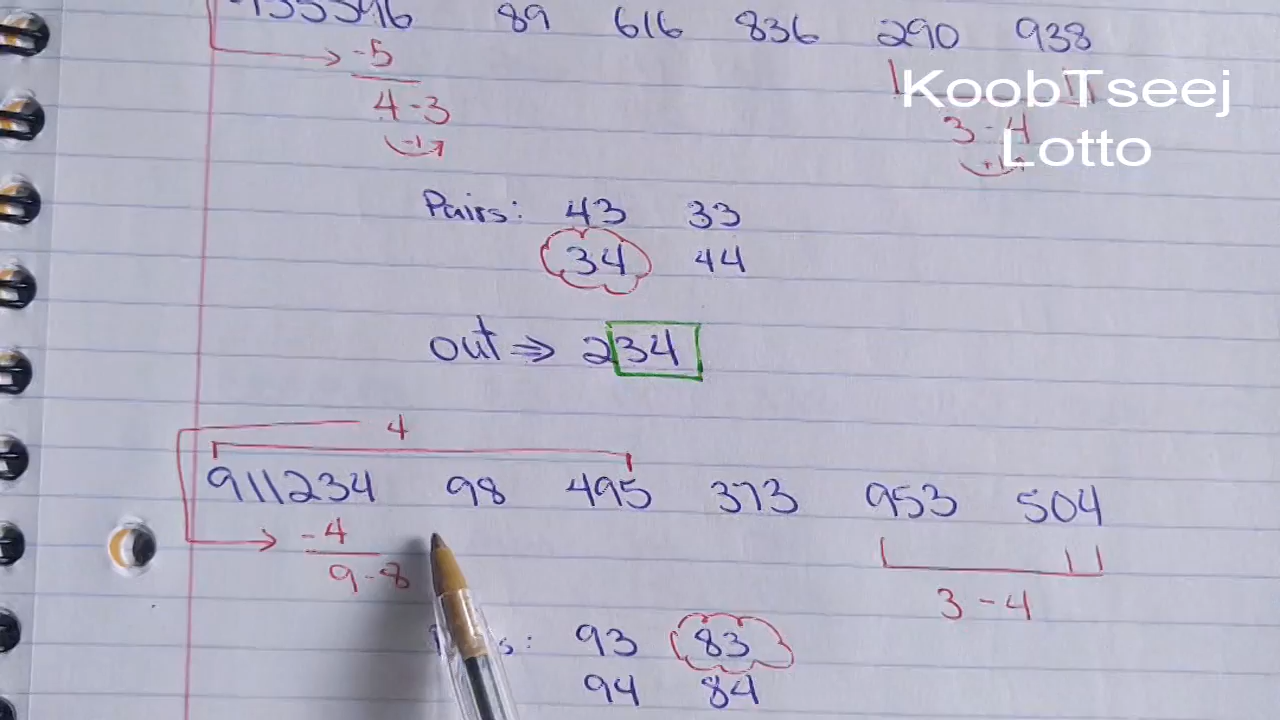 89 616 836 290 938
-5
4-3 3-4
-1 +1
KoobTseej
Lotto
Pairs: 43 33
34 44
out ⇒ 234
4
911234 98 495 373 953 504
-4
9-8 3-4
93 83
94 84